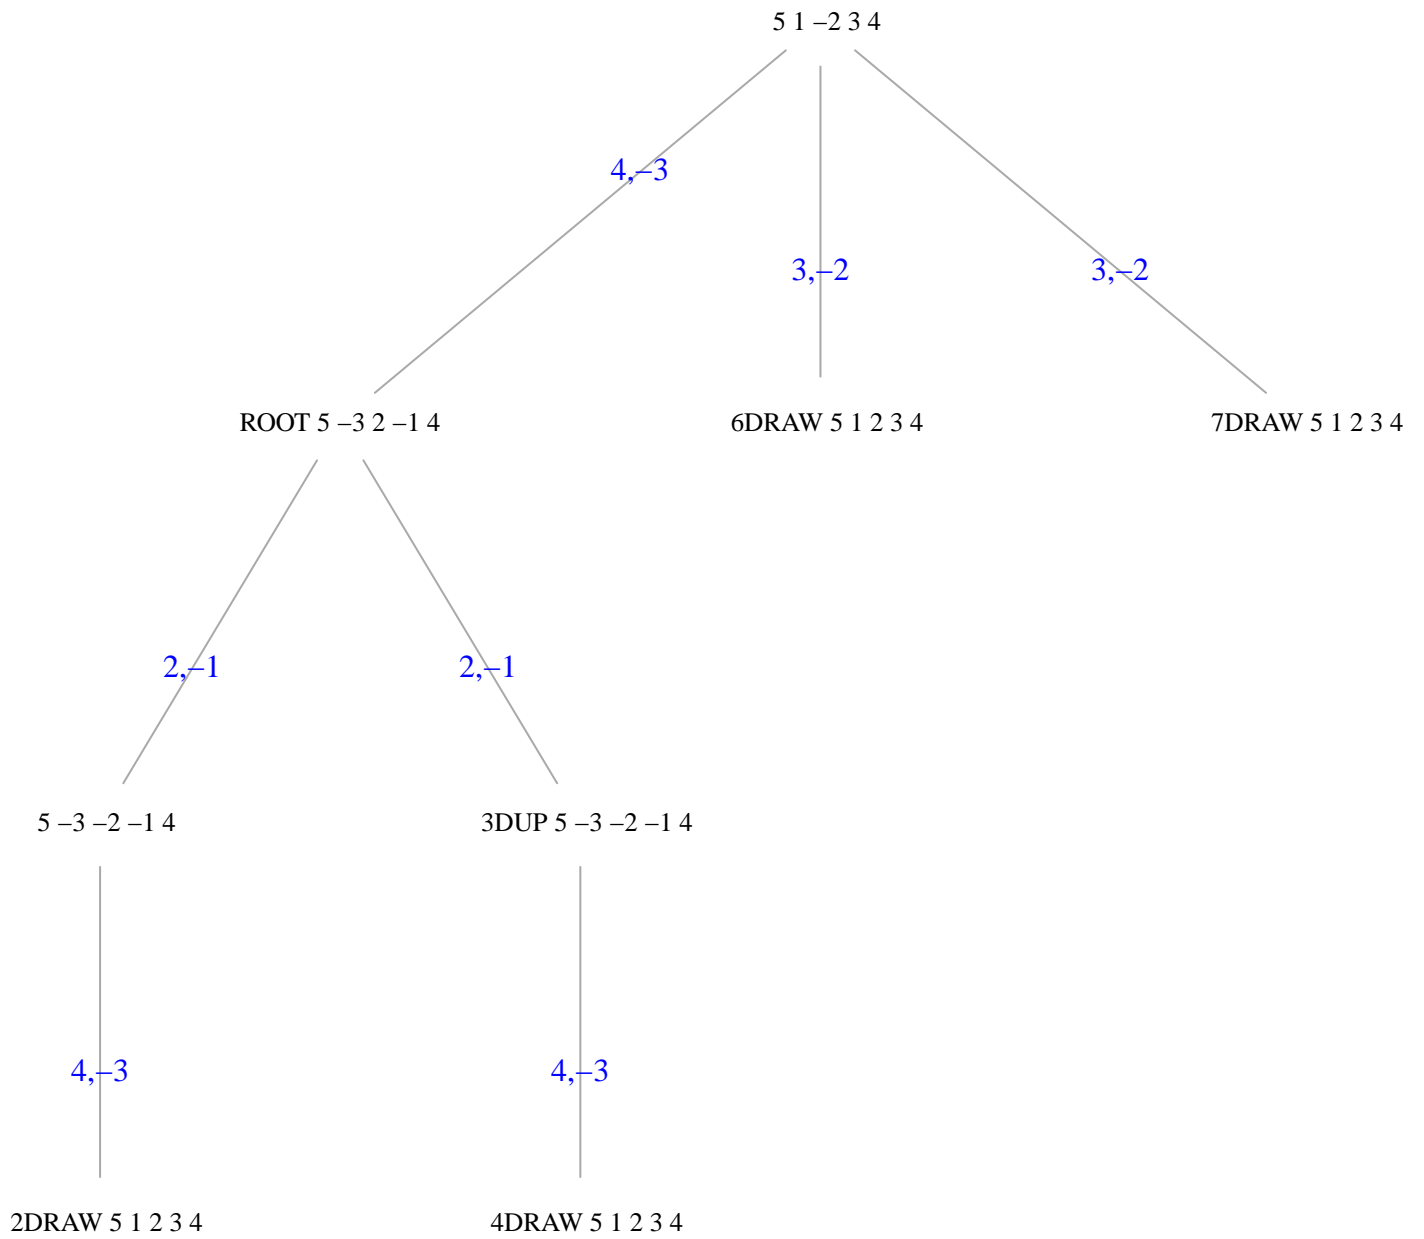 5 1 –2 3 4
4,–3
3,–2
3,–2
ROOT 5 –3 2 –1 4
6DRAW 5 1 2 3 4
7DRAW 5 1 2 3 4
2,–1
2,–1
5 –3 –2 –1 4
3DUP 5 –3 –2 –1 4
4,–3
4,–3
2DRAW 5 1 2 3 4
4DRAW 5 1 2 3 4